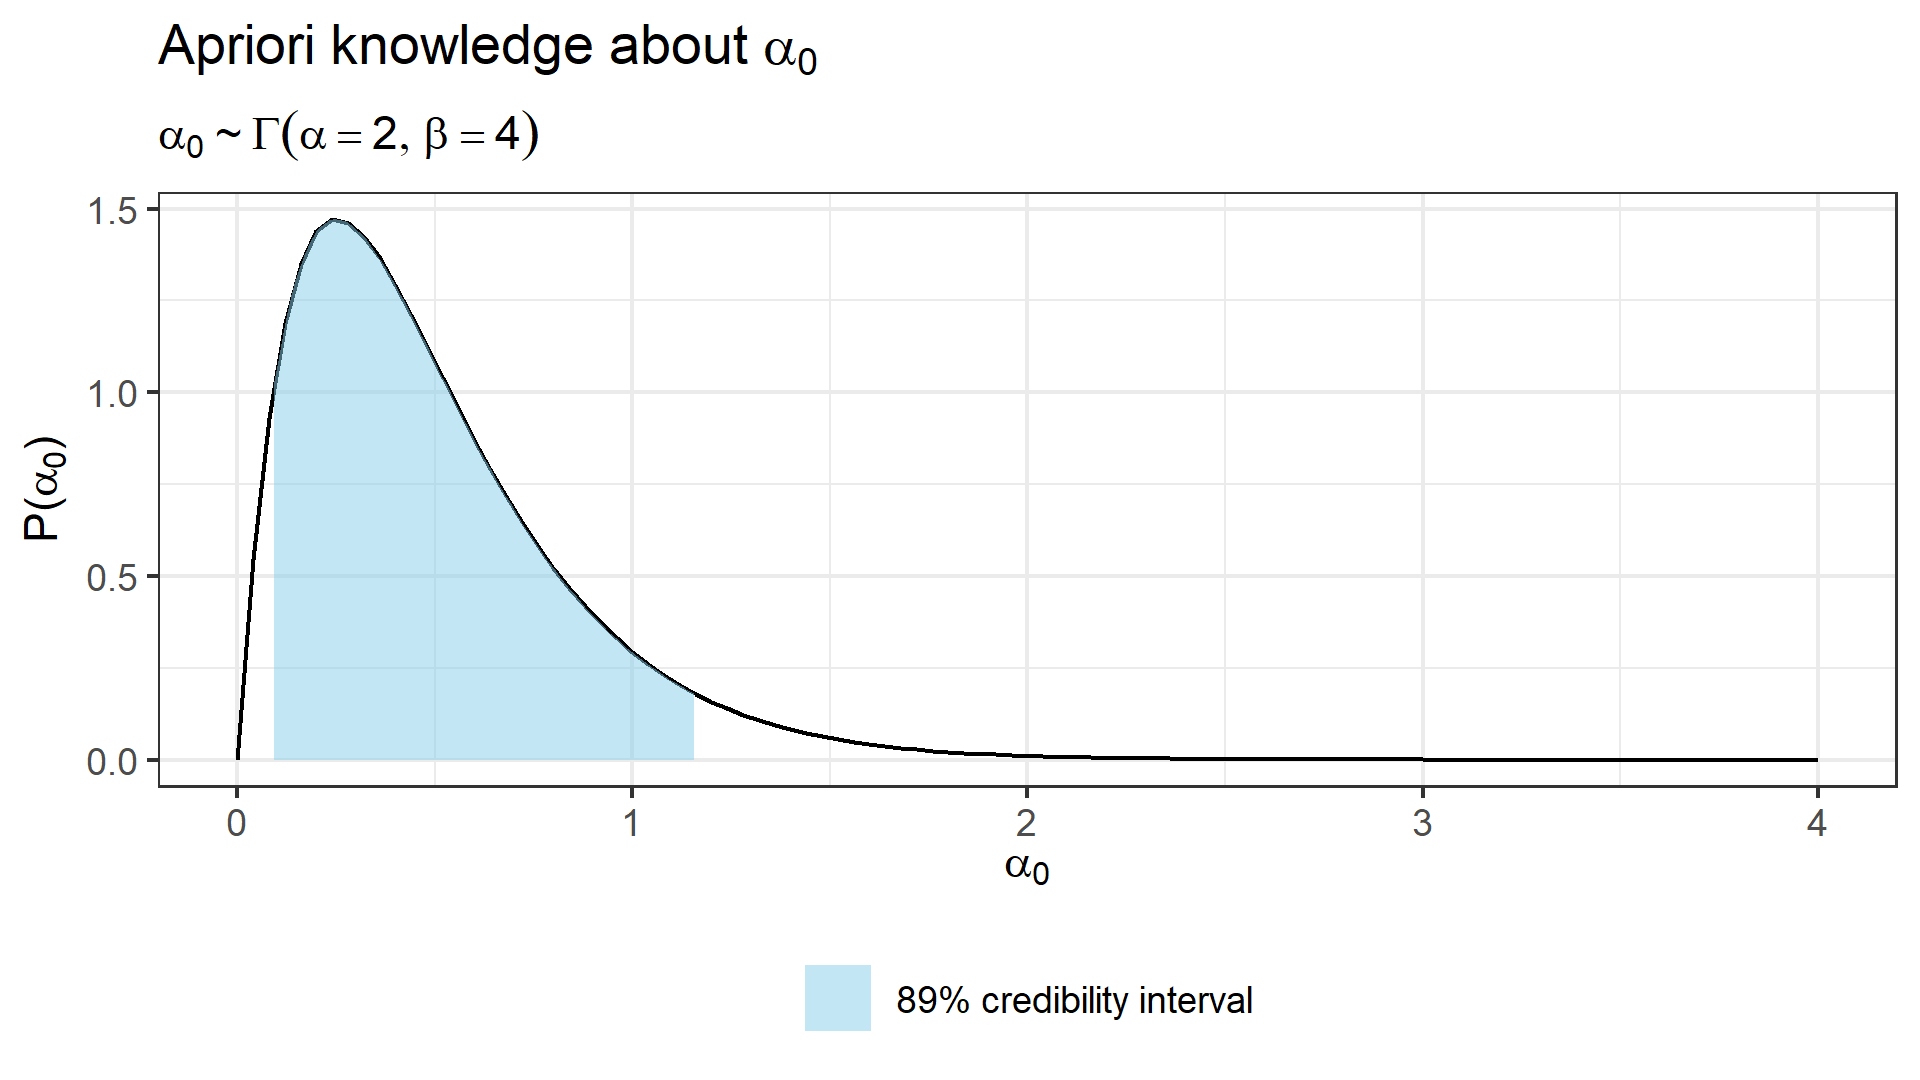 Apriori knowledge about α₀
α₀ ~ Γ(α = 2, β = 4)
P(α₀)
1.5
1.0
0.5
0.0
0 1 2 3 4
α₀
89% credibility interval